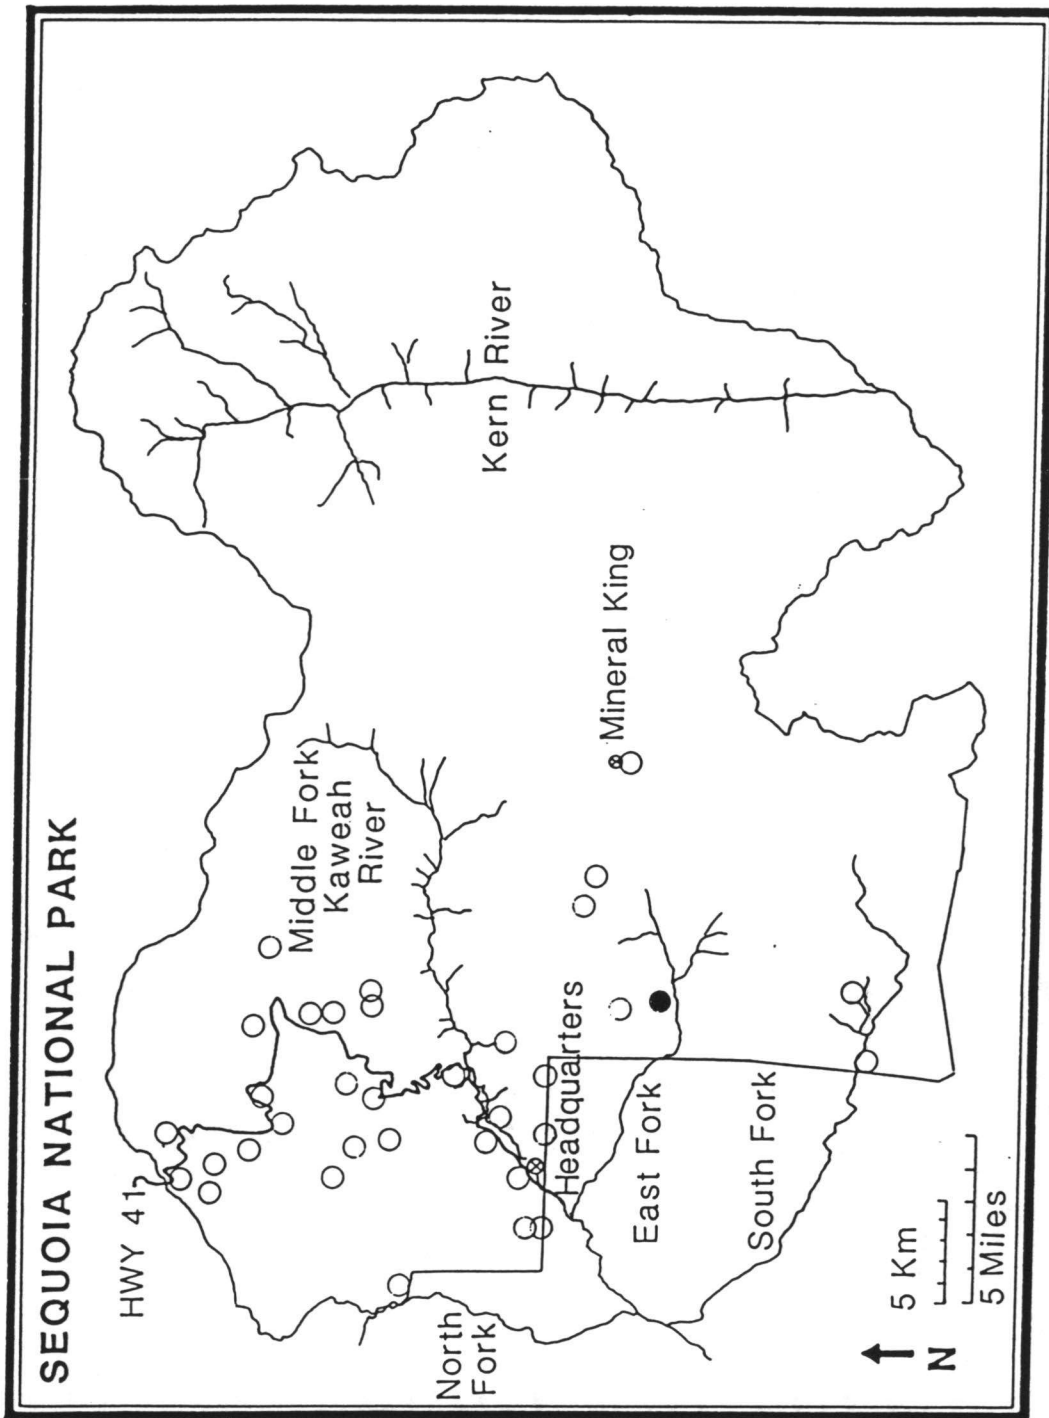 SEQUOIA NATIONAL PARK
HWY 41
Middle Fork
Kaweah
River
Kern River
Mineral King
Headquarters
North
Fork
East Fork
South Fork
5 Km
5 Miles
N